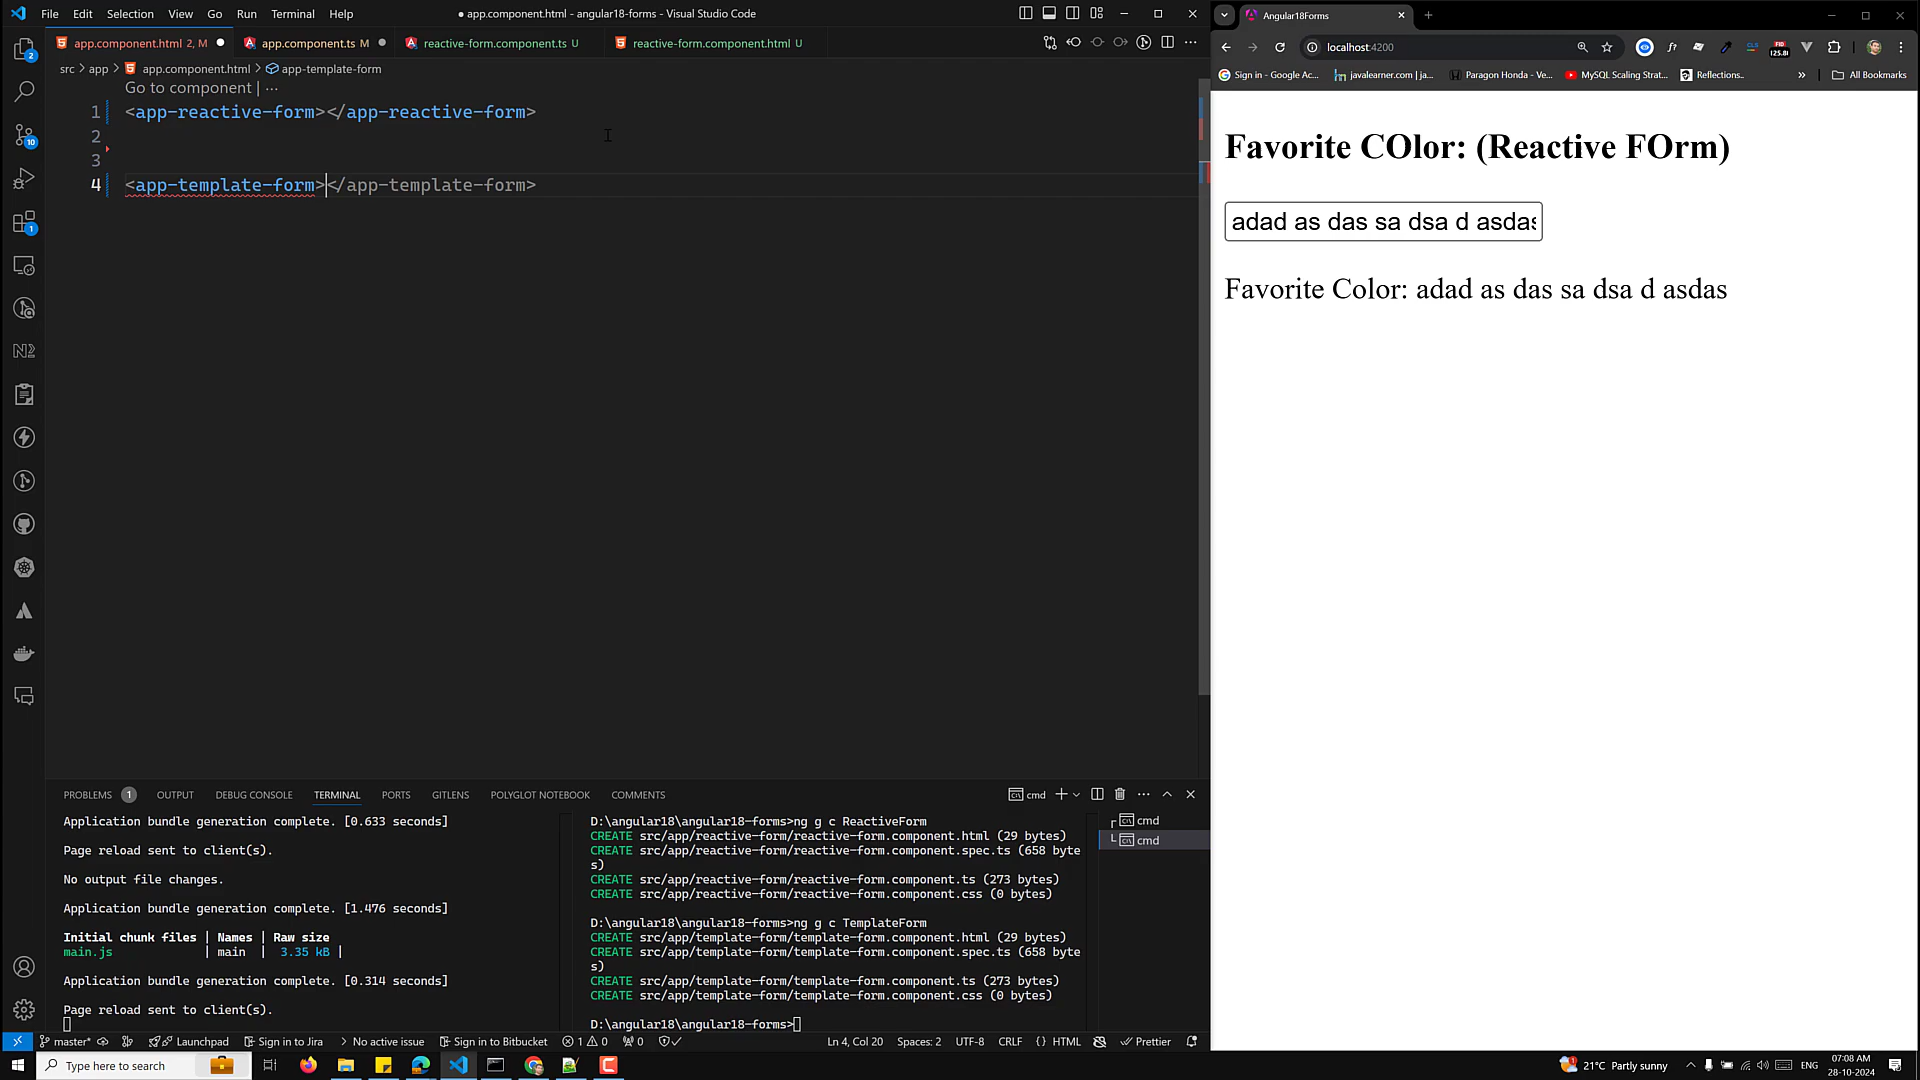 File Edit Selection View Go Run Terminal Help
● app.component.html - angular18-forms - Visual Studio Code
app.component.html 2, M
app.component.ts M
reactive-form.component.ts U
reactive-form.component.html U
src > app > app.component.html > app-template-form
Go to component | ...
1 <app-reactive-form></app-reactive-form>
2
3
4 <app-template-form></app-template-form>
PROBLEMS 1 OUTPUT DEBUG CONSOLE TERMINAL PORTS GITLENS POLYGLOT NOTEBOOK COMMENTS
cmd
Application bundle generation complete. [0.633 seconds]
Page reload sent to client(s).
No output file changes.
Application bundle generation complete. [1.476 seconds]
Initial chunk files | Names | Raw size
main.js | main | 3.35 kB |
Application bundle generation complete. [0.314 seconds]
Page reload sent to client(s).
D:\angular18\angular18-forms>ng g c ReactiveForm
CREATE src/app/reactive-form/reactive-form.component.html (29 bytes)
CREATE src/app/reactive-form/reactive-form.component.spec.ts (658 byte
s)
CREATE src/app/reactive-form/reactive-form.component.ts (273 bytes)
CREATE src/app/reactive-form/reactive-form.component.css (0 bytes)
D:\angular18\angular18-forms>ng g c TemplateForm
CREATE src/app/template-form/template-form.component.html (29 bytes)
CREATE src/app/template-form/template-form.component.spec.ts (658 byte
s)
CREATE src/app/template-form/template-form.component.ts (273 bytes)
CREATE src/app/template-form/template-form.component.css (0 bytes)
D:\angular18\angular18-forms>
cmd
cmd
master* Launchpad Sign in to Jira No active issue Sign in to Bitbucket 1 0 0
Ln 4, Col 20 Spaces: 2 UTF-8 CRLF {} HTML Prettier
Type here to search
21°C Partly sunny
ENG
07:08 AM
28-10-2024
2
10
1
Angular18Forms
localhost:4200
Sign in - Google Ac...
javalearner.com | ja...
Paragon Honda - Ve...
MySQL Scaling Strat...
Reflections..
»
All Bookmarks
Favorite COlor: (Reactive FOrm)
adad as das sa dsa d asdas
Favorite Color: adad as das sa dsa d asdas